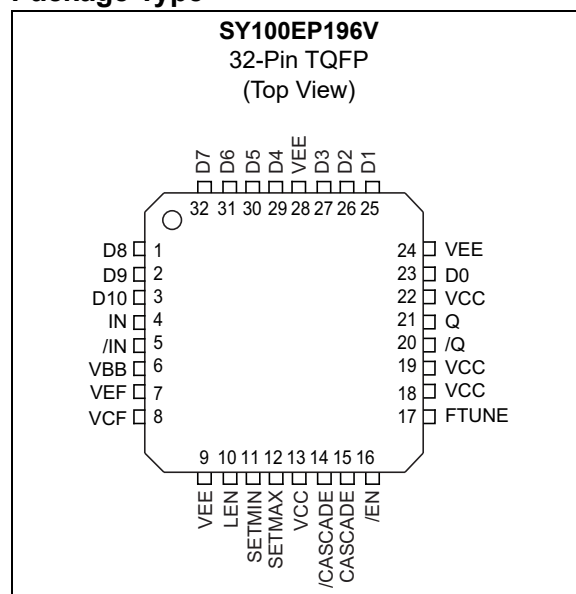 SY100EP196V
32-Pin TQFP
(Top View)
D7 D6 D5 D4 VEE D3 D2 D1
32 31 30 29 28 27 26 25
D8 1
D9 2
D10 3
IN 4
/IN 5
VBB 6
VEF 7
VCF 8
24 VEE
23 D0
22 VCC
21 Q
20 /Q
19 VCC
18 VCC
17 FTUNE
9 10 11 12 13 14 15 16
VEE LEN SETMIN SETMAX VCC /CASCADE CASCADE /EN